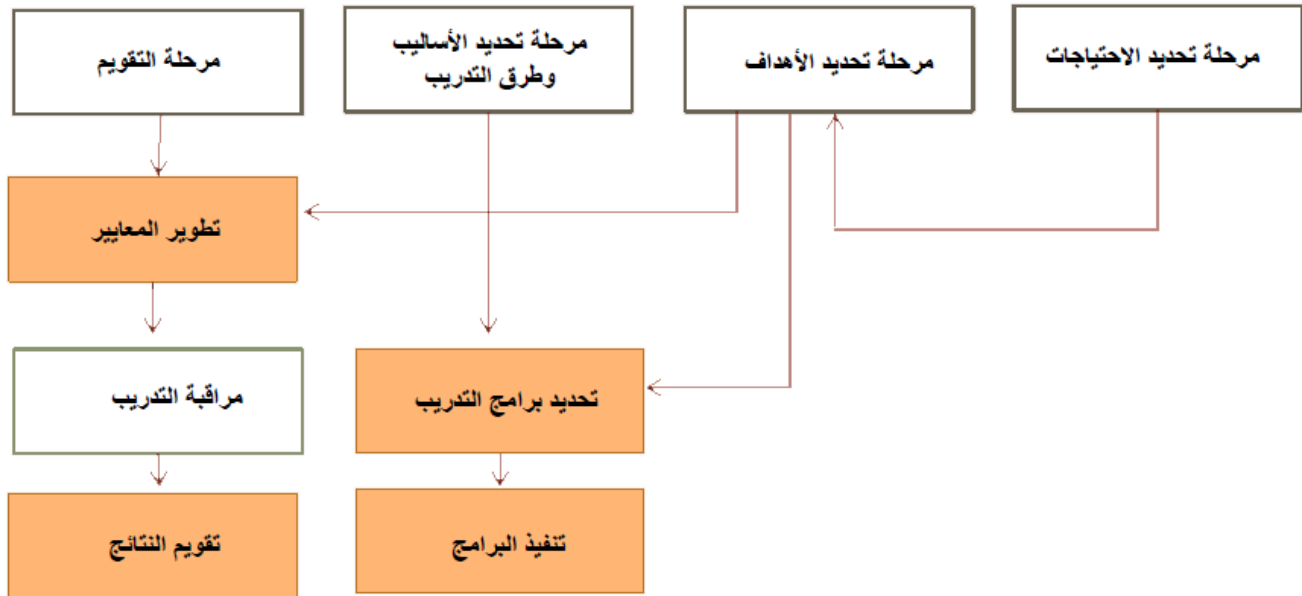 مرحلة تحديد الاحتياجات
مرحلة تحديد الأهداف
مرحلة تحديد الأساليب
وطرق التدريب
مرحلة التقويم
تطوير المعايير
تحديد برامج التدريب
مراقبة التدريب
تنفيذ البرامج
تقويم النتائج